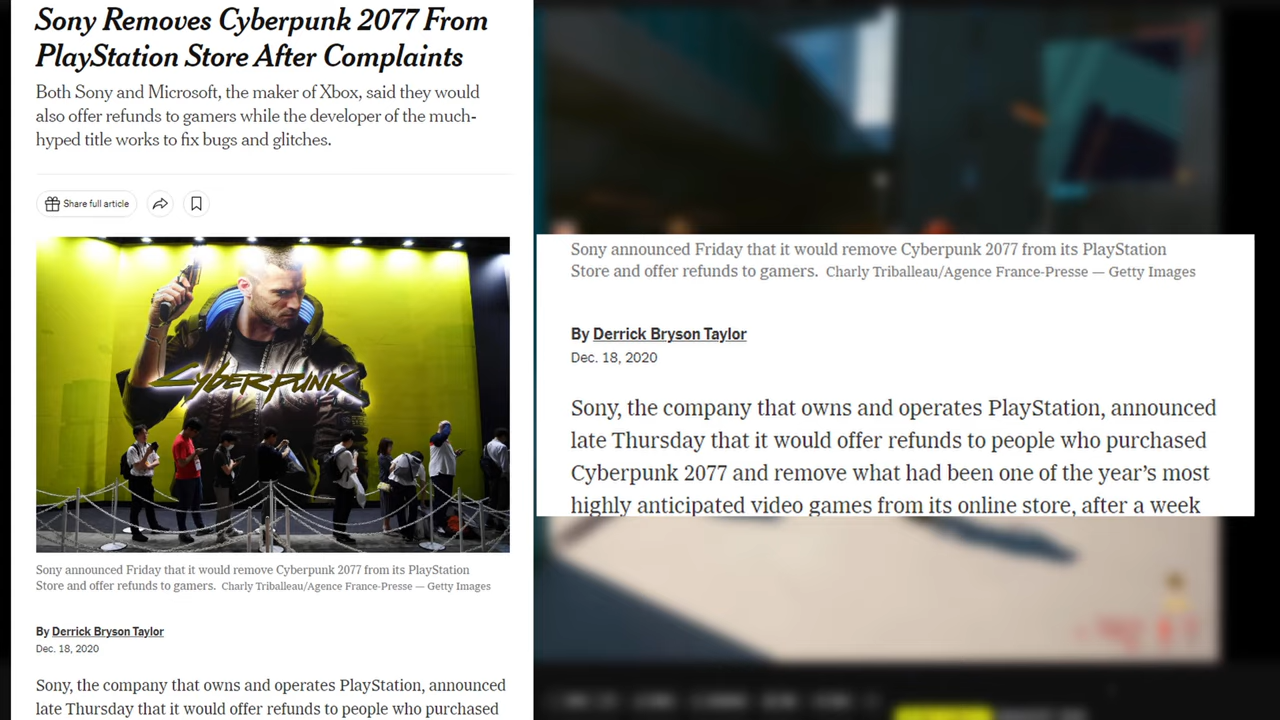 Sony Removes Cyberpunk 2077 From
PlayStation Store After Complaints
Both Sony and Microsoft, the maker of Xbox, said they would
also offer refunds to gamers while the developer of the much-
hyped title works to fix bugs and glitches.
Share full article
CYBERPUNK
Sony announced Friday that it would remove Cyberpunk 2077 from its PlayStation
Store and offer refunds to gamers. Charly Triballeau/Agence France-Presse — Getty Images
By Derrick Bryson Taylor
Dec. 18, 2020
Sony, the company that owns and operates PlayStation, announced
late Thursday that it would offer refunds to people who purchased
Sony announced Friday that it would remove Cyberpunk 2077 from its PlayStation
Store and offer refunds to gamers. Charly Triballeau/Agence France-Presse — Getty Images
By Derrick Bryson Taylor
Dec. 18, 2020
Sony, the company that owns and operates PlayStation, announced
late Thursday that it would offer refunds to people who purchased
Cyberpunk 2077 and remove what had been one of the year’s most
highly anticipated video games from its online store, after a week